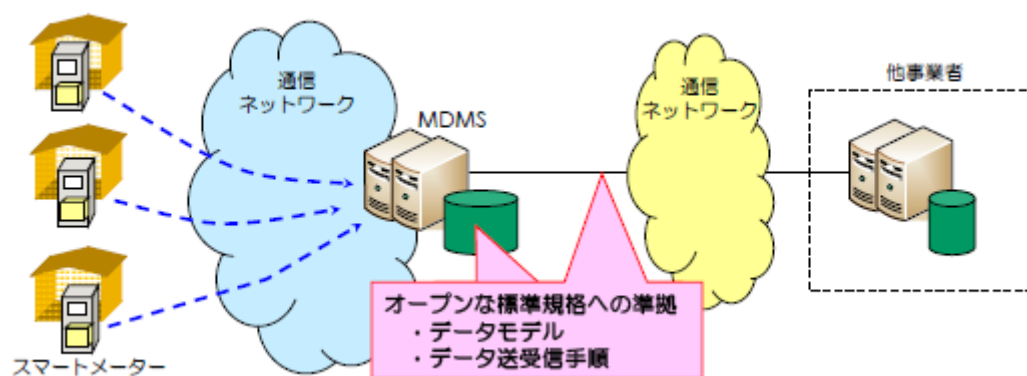 通信
ネットワーク
MDMS
通信
ネットワーク
他事業者
オープンな標準規格への準拠
・データモデル
・データ送受信手順
スマートメーター